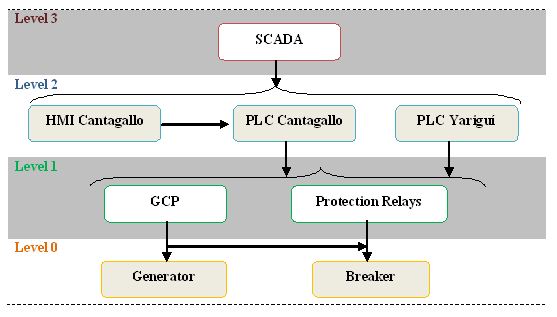 Level 3
SCADA
Level 2
HMI Cantagallo
PLC Cantagallo
PLC Yariguí
Level 1
GCP
Protection Relays
Level 0
Generator
Breaker